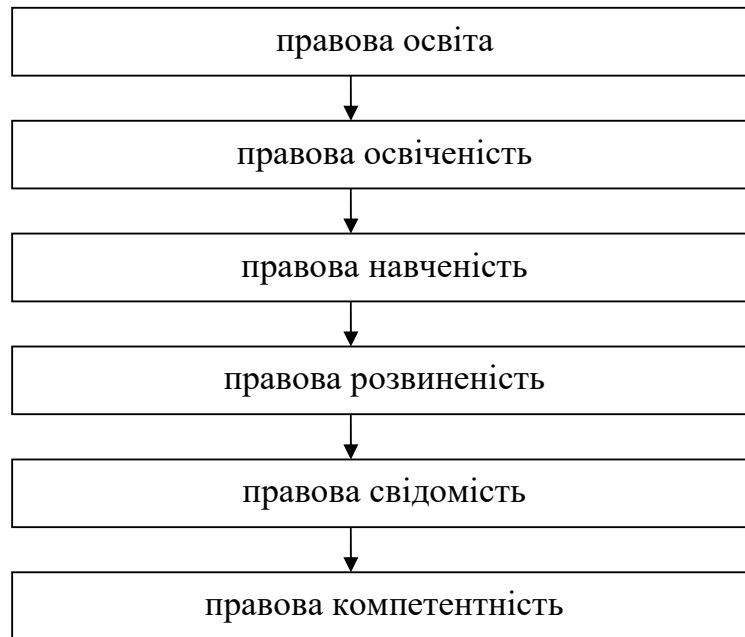 правова освіта
правова освіченість
правова навченість
правова розвиненість
правова свідомість
правова компетентність